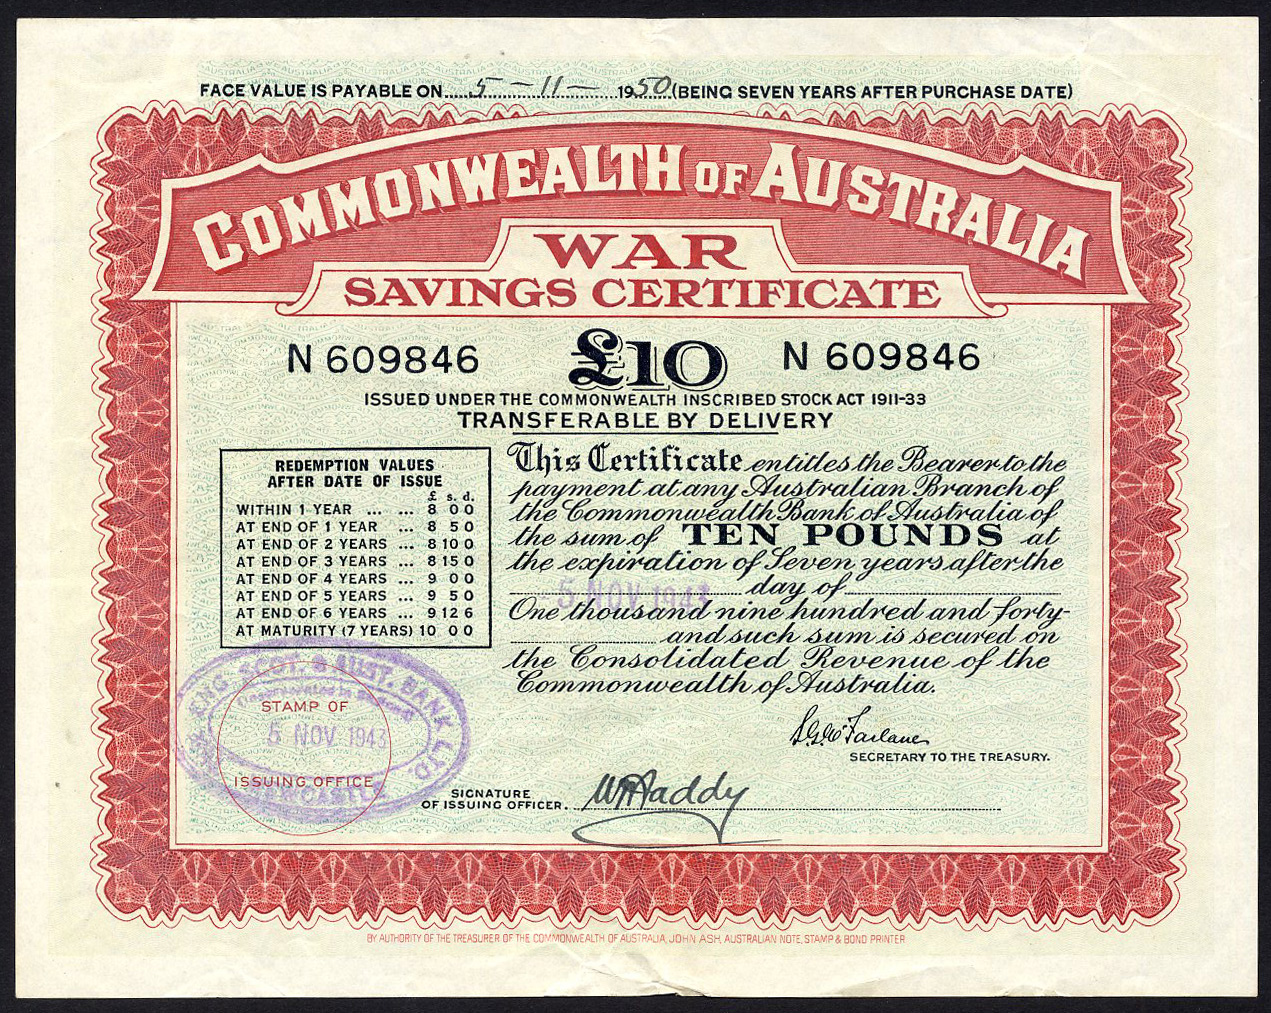 FACE VALUE IS PAYABLE ON.....5-11-...1950(BEING SEVEN YEARS AFTER PURCHASE DATE)
COMMONWEALTH OF AUSTRALIA
WAR
SAVINGS CERTIFICATE
N 609846 £10 N 609846
ISSUED UNDER THE COMMONWEALTH INSCRIBED STOCK ACT 1911-33
TRANSFERABLE BY DELIVERY
REDEMPTION VALUES
AFTER DATE OF ISSUE
£ s. d.
WITHIN 1 YEAR ... ... 8 0 0
AT END OF 1 YEAR ... 8 5 0
AT END OF 2 YEARS ... 8 10 0
AT END OF 3 YEARS ... 8 15 0
AT END OF 4 YEARS ... 9 0 0
AT END OF 5 YEARS ... 9 5 0
AT END OF 6 YEARS ... 9 12 6
AT MATURITY (7 YEARS) 10 0 0
This Certificate entitles the Bearer to the
payment at any Australian Branch of
the Commonwealth Bank of Australia of
the sum of TEN POUNDS at
the expiration of Seven years after the
5 NOV 1943 day of
One thousand nine hundred and forty-
and such sum is secured on
the Consolidated Revenue of the
Commonwealth of Australia.
ENG. SCOT. & AUST. BANK LTD.
STAMP OF
5 NOV 1943
ISSUING OFFICE
NEWCASTLE
S.G. McFarlane
SECRETARY TO THE TREASURY.
SIGNATURE
OF ISSUING OFFICER.
BY AUTHORITY OF THE TREASURER OF THE COMMONWEALTH OF AUSTRALIA, JOHN ASH, AUSTRALIAN NOTE, STAMP & BOND PRINTER